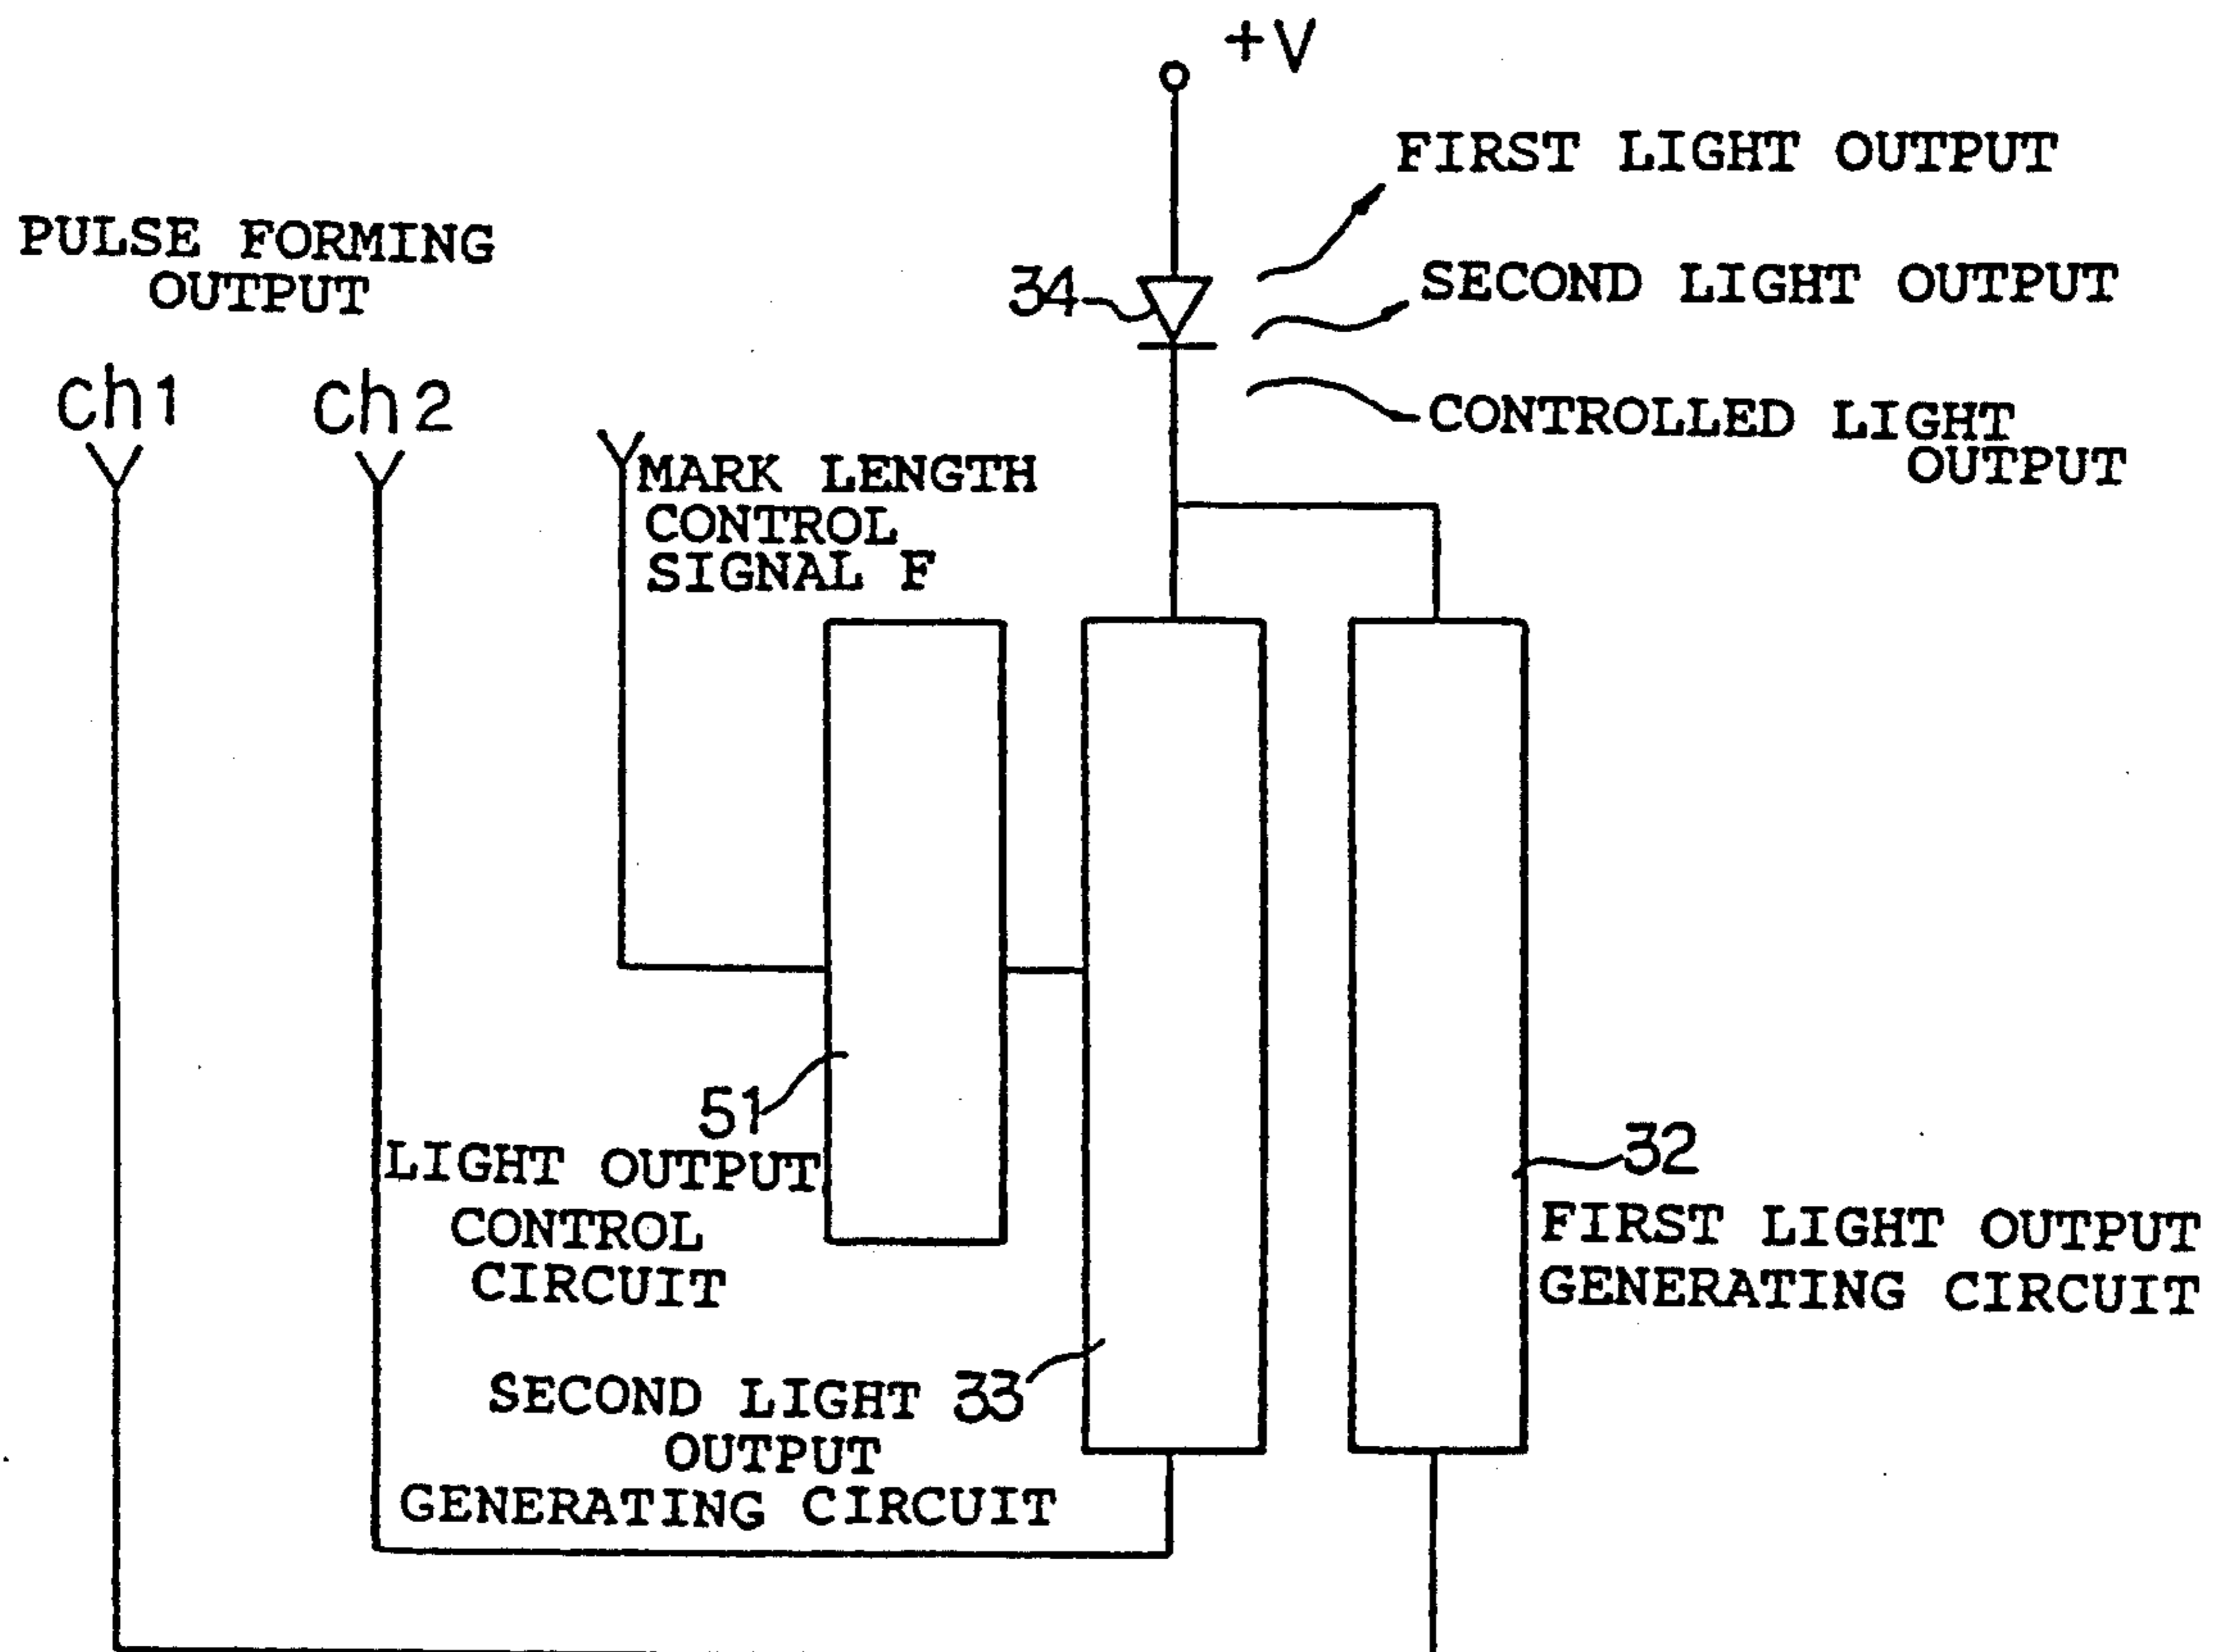 +V
FIRST LIGHT OUTPUT
PULSE FORMING
OUTPUT
SECOND LIGHT OUTPUT
34
Ch1
Ch2
CONTROLLED LIGHT
OUTPUT
MARK LENGTH
CONTROL
SIGNAL F
51
LIGHT OUTPUT
CONTROL
CIRCUIT
32
FIRST LIGHT OUTPUT
GENERATING CIRCUIT
SECOND LIGHT 33
OUTPUT
GENERATING CIRCUIT